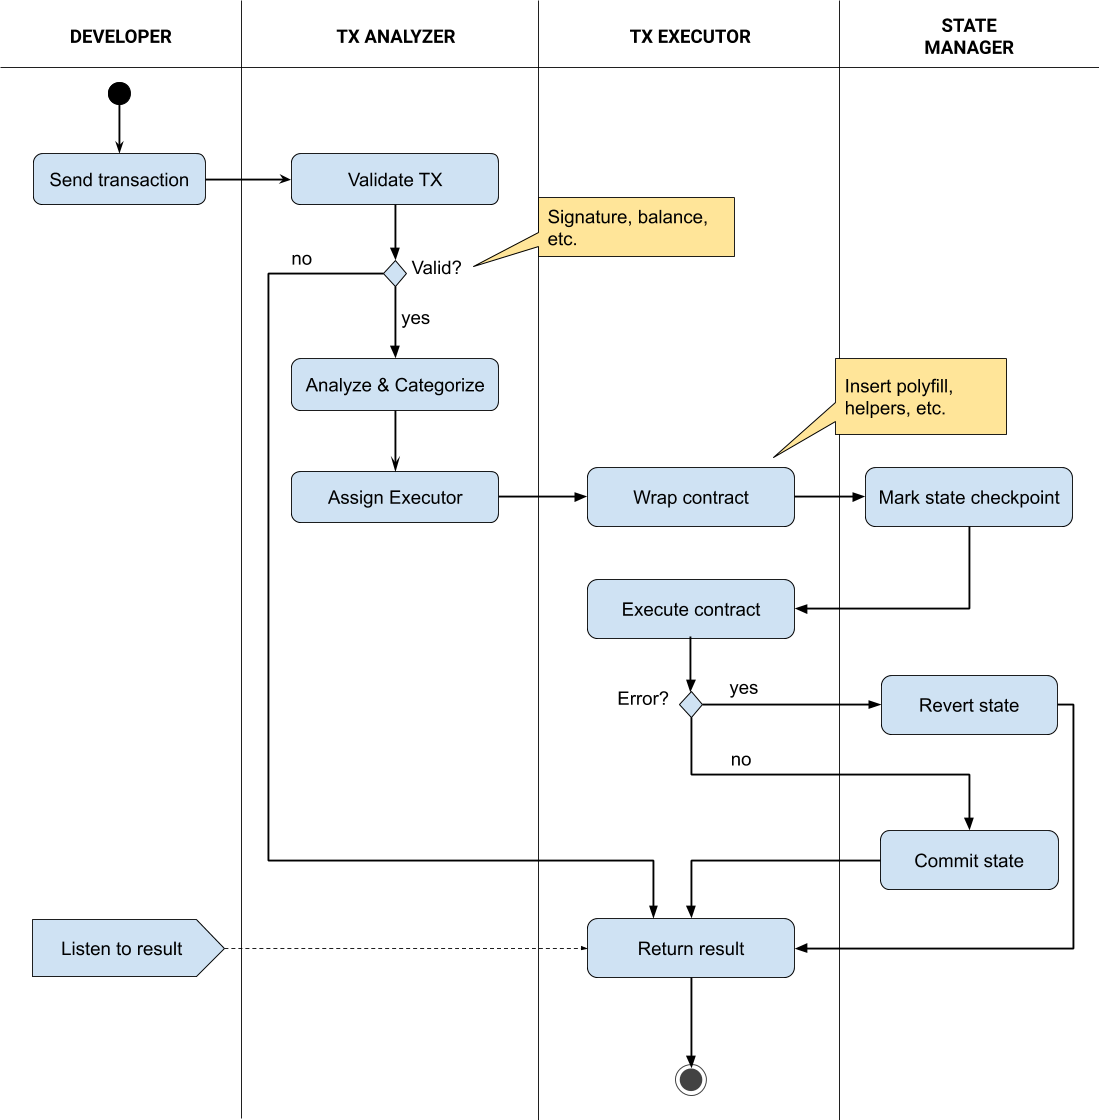 DEVELOPER
TX ANALYZER
TX EXECUTOR
STATE
MANAGER
Send transaction
Validate TX
Signature, balance,
etc.
no
Valid?
yes
Analyze & Categorize
Insert polyfill,
helpers, etc.
Assign Executor
Wrap contract
Mark state checkpoint
Execute contract
Error?
yes
Revert state
no
Commit state
Listen to result
Return result